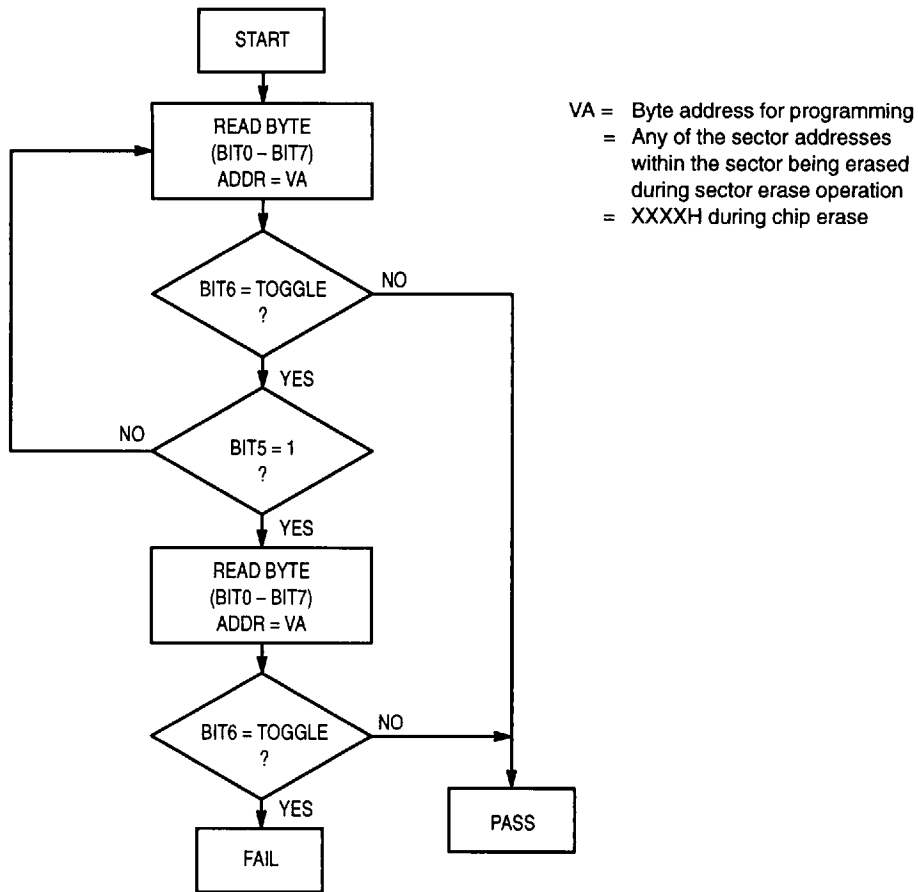 START
VA = Byte address for programming
= Any of the sector addresses
within the sector being erased
during sector erase operation
= XXXXH during chip erase
READ BYTE
(BIT0 – BIT7)
ADDR = VA
BIT6 = TOGGLE
?
NO
YES
NO
BIT5 = 1
?
YES
READ BYTE
(BIT0 – BIT7)
ADDR = VA
BIT6 = TOGGLE
?
NO
YES
PASS
FAIL